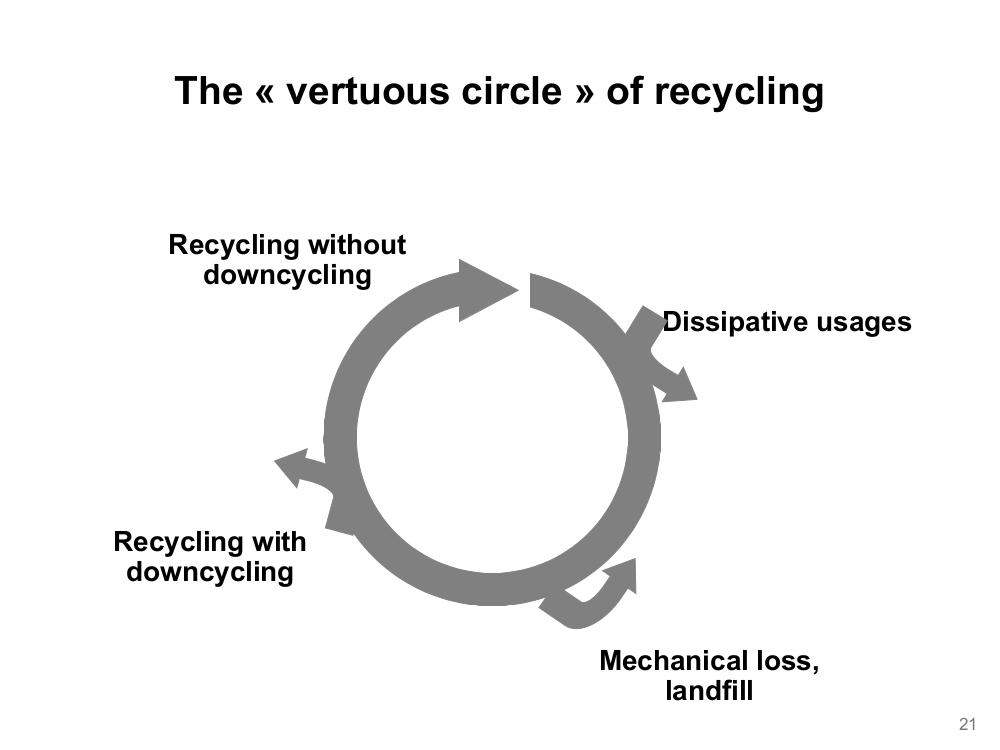 The « vertuous circle » of recycling
Recycling without
downcycling
Dissipative usages
Recycling with
downcycling
Mechanical loss,
landfill
21